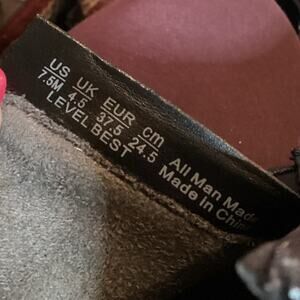 US UK EUR cm
7.5M 4.5 37.5 24.5
LEVEL BEST
All Man Made
Made in China